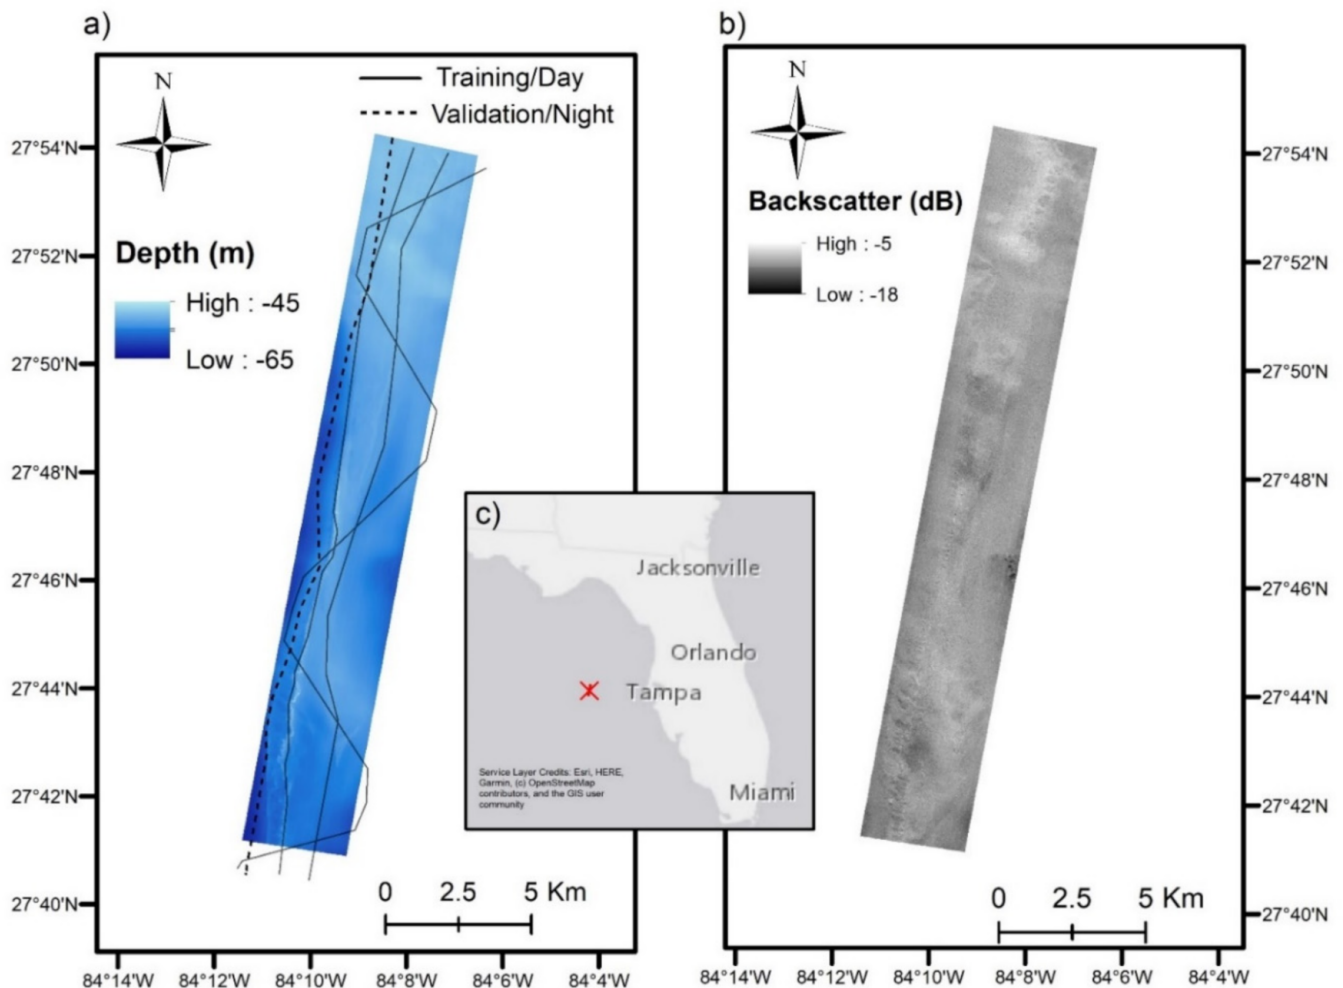 a)
N
Training/Day
Validation/Night
27°54'N
27°52'N
27°50'N
27°48'N
27°46'N
27°44'N
27°42'N
27°40'N
Depth (m)
High : -45
Low : -65
0 2.5 5 Km
84°14'W 84°12'W 84°10'W 84°8'W 84°6'W 84°4'W
b)
N
Backscatter (dB)
High : -5
Low : -18
27°54'N
27°52'N
27°50'N
27°48'N
27°46'N
27°44'N
27°42'N
27°40'N
0 2.5 5 Km
84°14'W 84°12'W 84°10'W 84°8'W 84°6'W 84°4'W
c)
Jacksonville
Orlando
Tampa
Miami
Service Layer Credits: Esri, HERE,
Garmin, (c) OpenStreetMap
contributors, and the GIS user
community